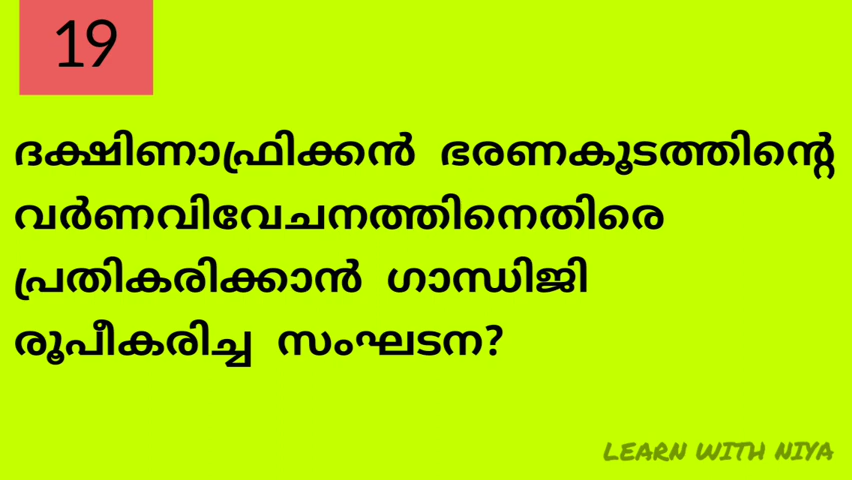 19
ദക്ഷിണാഫ്രിക്കൻ ഭരണകൂടത്തിന്റെ
വർണവിവേചനത്തിനെതിരെ
പ്രതികരിക്കാൻ ഗാന്ധിജി
രൂപീകരിച്ച സംഘടന?
LEARN WITH NIYA